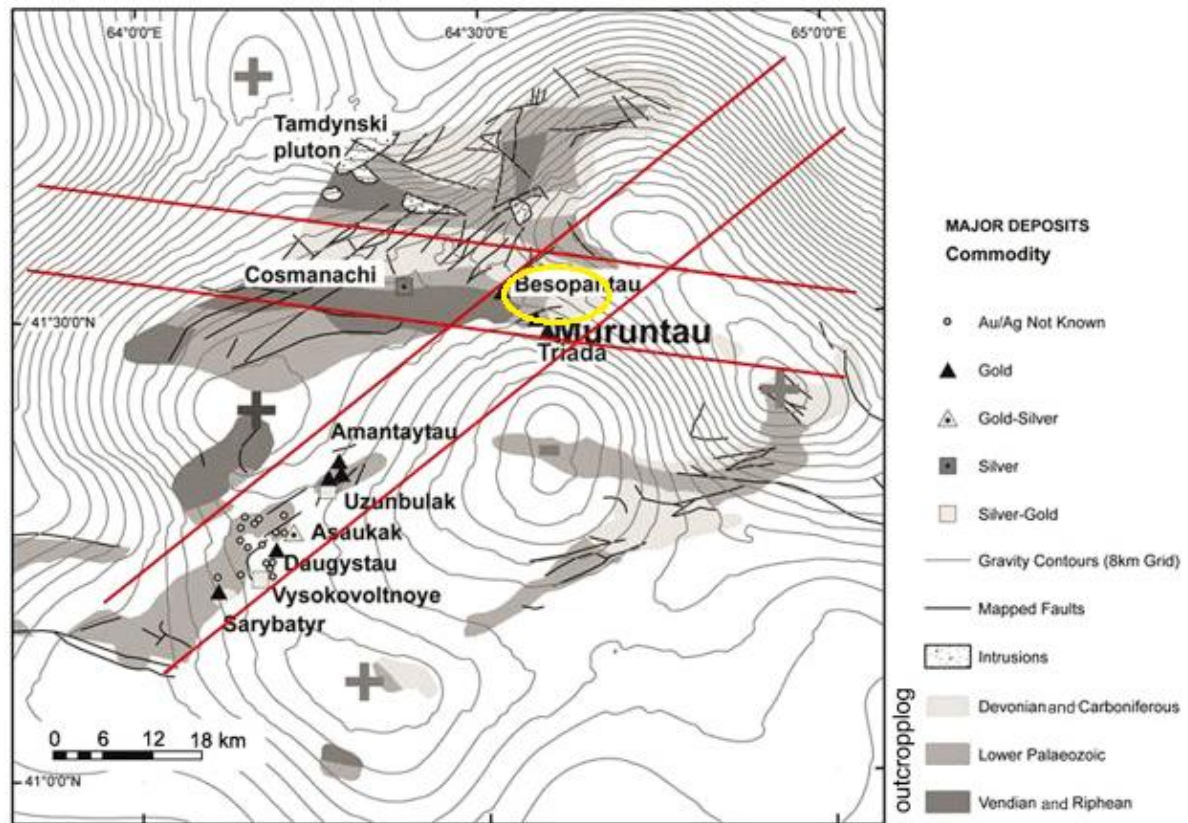 64°0'0"E
64°30'0"E
65°0'0"E
Tamdynski
pluton
Cosmanachi
Besopantau
41°30'0"N
Muruntau
Triada
Amantaytau
Uzunbulak
Asaukak
Daugystau
Vysokovoltnoye
Sarybatyr
0 6 12 18 km
41°0'0"N
MAJOR DEPOSITS
Commodity
Au/Ag Not Known
Gold
Gold-Silver
Silver
Silver-Gold
Gravity Contours (8km Grid)
Mapped Faults
Intrusions
outcropplog
Devonian and Carboniferous
Lower Palaeozoic
Vendian and Riphean